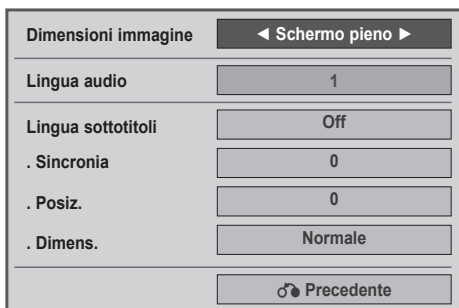 Dimensioni immagine ◀ Schermo pieno ▶
Lingua audio 1
Lingua sottotitoli Off
. Sincronia 0
. Posiz. 0
. Dimens. Normale
Precedente